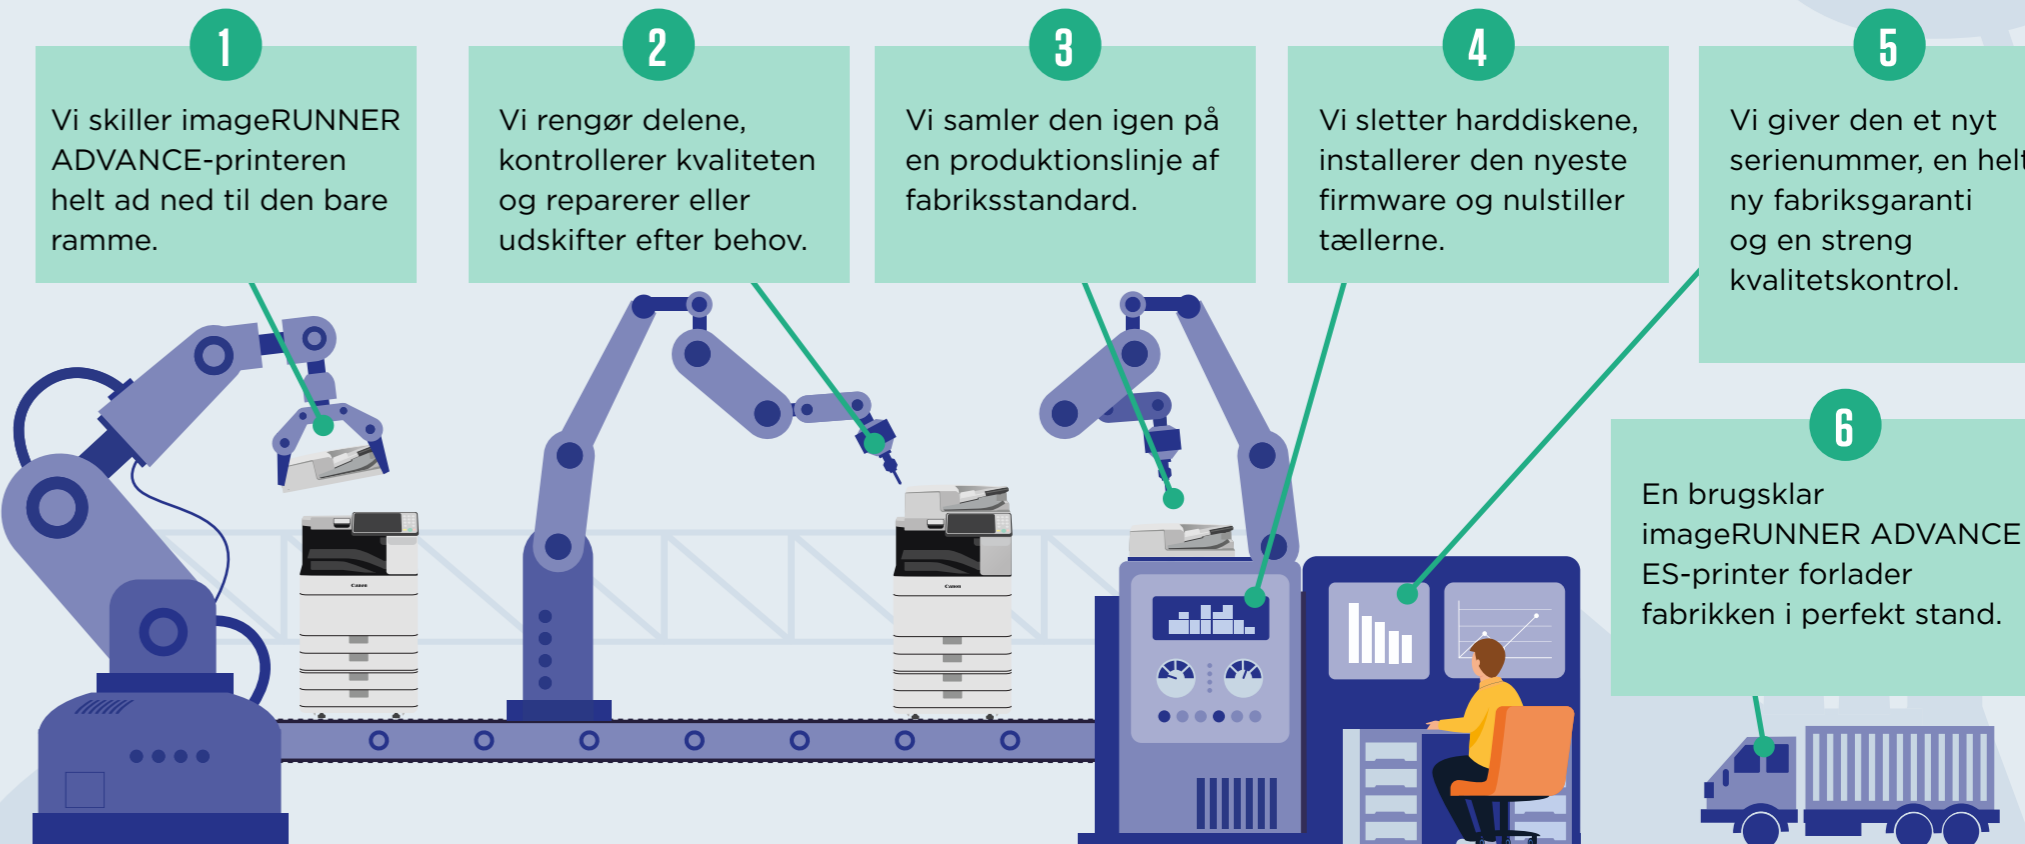 1
Vi skiller imageRUNNER
ADVANCE-printeren
helt ad ned til den bare
ramme.
2
Vi rengør delene,
kontrollerer kvaliteten
og reparerer eller
udskifter efter behov.
3
Vi samler den igen på
en produktionslinje af
fabriksstandard.
4
Vi sletter harddiskene,
installerer den nyeste
firmware og nulstiller
tællerne.
5
Vi giver den et nyt
serienummer, en helt
ny fabriksgaranti
og en streng
kvalitetskontrol.
6
En brugsklar
imageRUNNER ADVANCE
ES-printer forlader
fabrikken i perfekt stand.
Canon
Canon